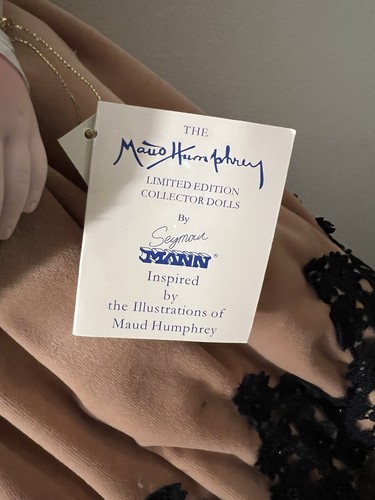 THE
Maud Humphrey
LIMITED EDITION
COLLECTOR DOLLS
By
Seymour
MANN®
Inspired
by
the Illustrations of
Maud Humphrey